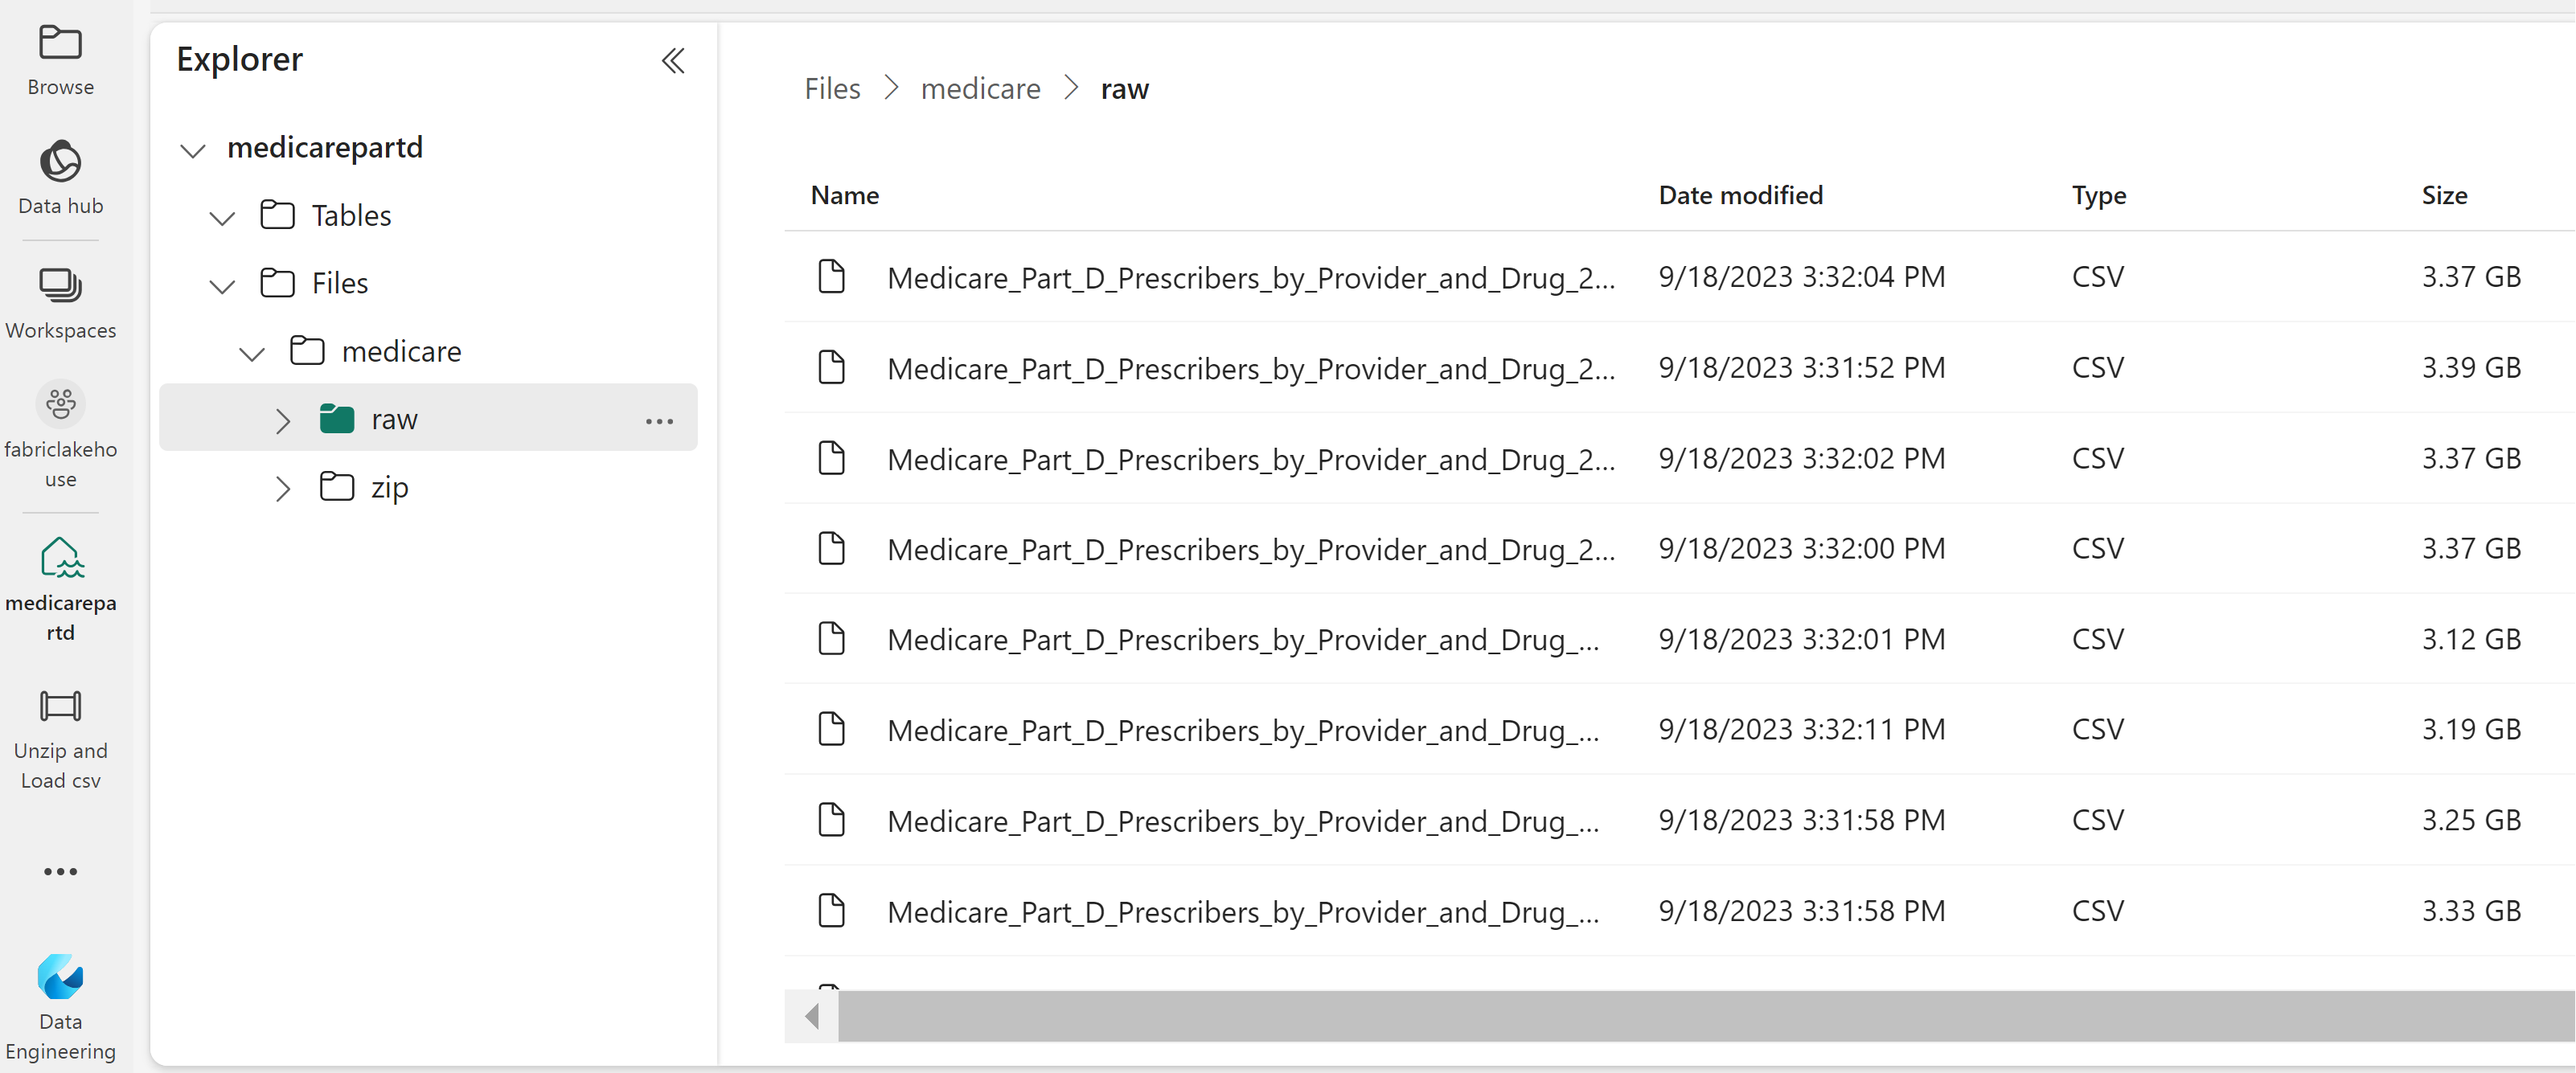 Browse
Data hub
Workspaces
fabriclakeho
use
medicarepa
rtd
Unzip and
Load csv
Data
Engineering
Explorer
medicarepartd
Tables
Files
medicare
raw
zip
Files > medicare > raw
Name Date modified Type Size
Medicare_Part_D_Prescribers_by_Provider_and_Drug_2... 9/18/2023 3:32:04 PM CSV 3.37 GB
Medicare_Part_D_Prescribers_by_Provider_and_Drug_2... 9/18/2023 3:31:52 PM CSV 3.39 GB
Medicare_Part_D_Prescribers_by_Provider_and_Drug_2... 9/18/2023 3:32:02 PM CSV 3.37 GB
Medicare_Part_D_Prescribers_by_Provider_and_Drug_2... 9/18/2023 3:32:00 PM CSV 3.37 GB
Medicare_Part_D_Prescribers_by_Provider_and_Drug_... 9/18/2023 3:32:01 PM CSV 3.12 GB
Medicare_Part_D_Prescribers_by_Provider_and_Drug_... 9/18/2023 3:32:11 PM CSV 3.19 GB
Medicare_Part_D_Prescribers_by_Provider_and_Drug_... 9/18/2023 3:31:58 PM CSV 3.25 GB
Medicare_Part_D_Prescribers_by_Provider_and_Drug_... 9/18/2023 3:31:58 PM CSV 3.33 GB